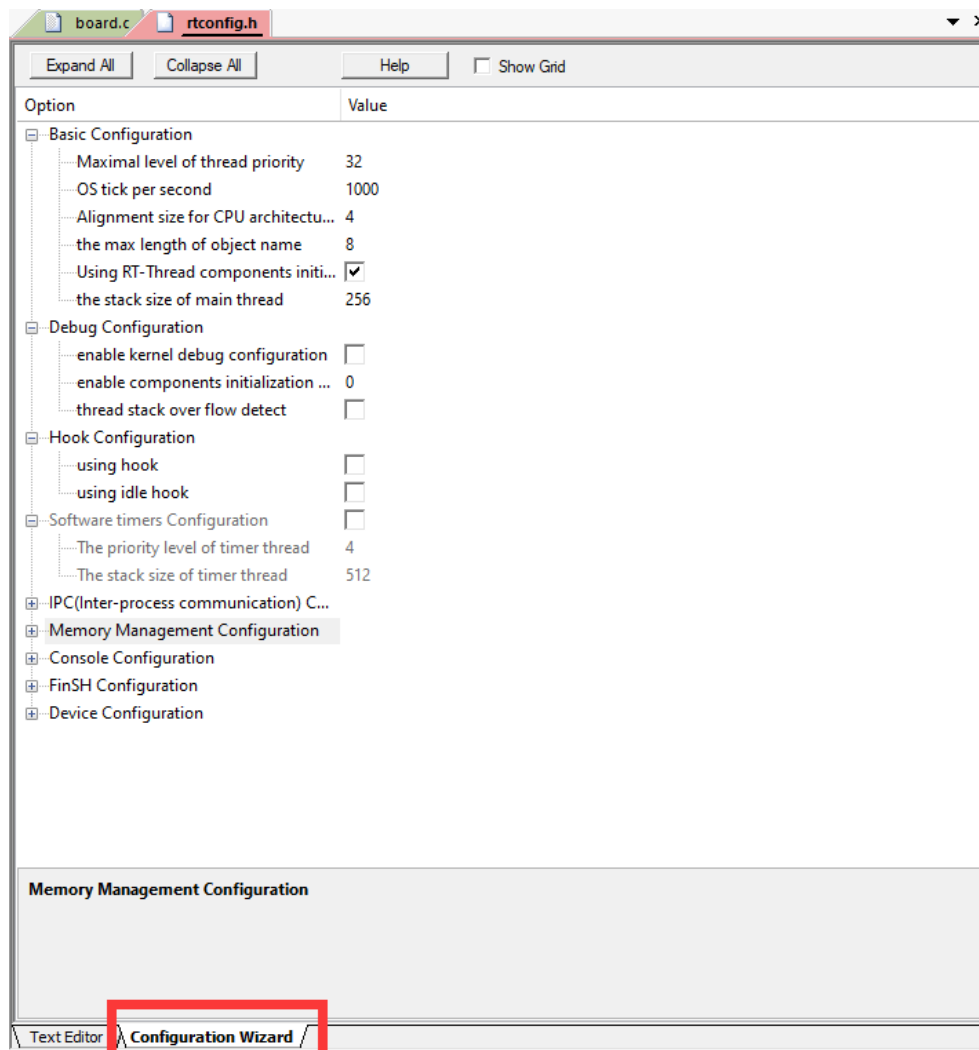 board.c rtconfig.h
Expand All Collapse All Help Show Grid
Option Value
Basic Configuration
Maximal level of thread priority 32
OS tick per second 1000
Alignment size for CPU architectu... 4
the max length of object name 8
Using RT-Thread components initi...
the stack size of main thread 256
Debug Configuration
enable kernel debug configuration
enable components initialization ... 0
thread stack over flow detect
Hook Configuration
using hook
using idle hook
Software timers Configuration
The priority level of timer thread 4
The stack size of timer thread 512
IPC(Inter-process communication) C...
Memory Management Configuration
Console Configuration
FinSH Configuration
Device Configuration
Memory Management Configuration
Text Editor Configuration Wizard